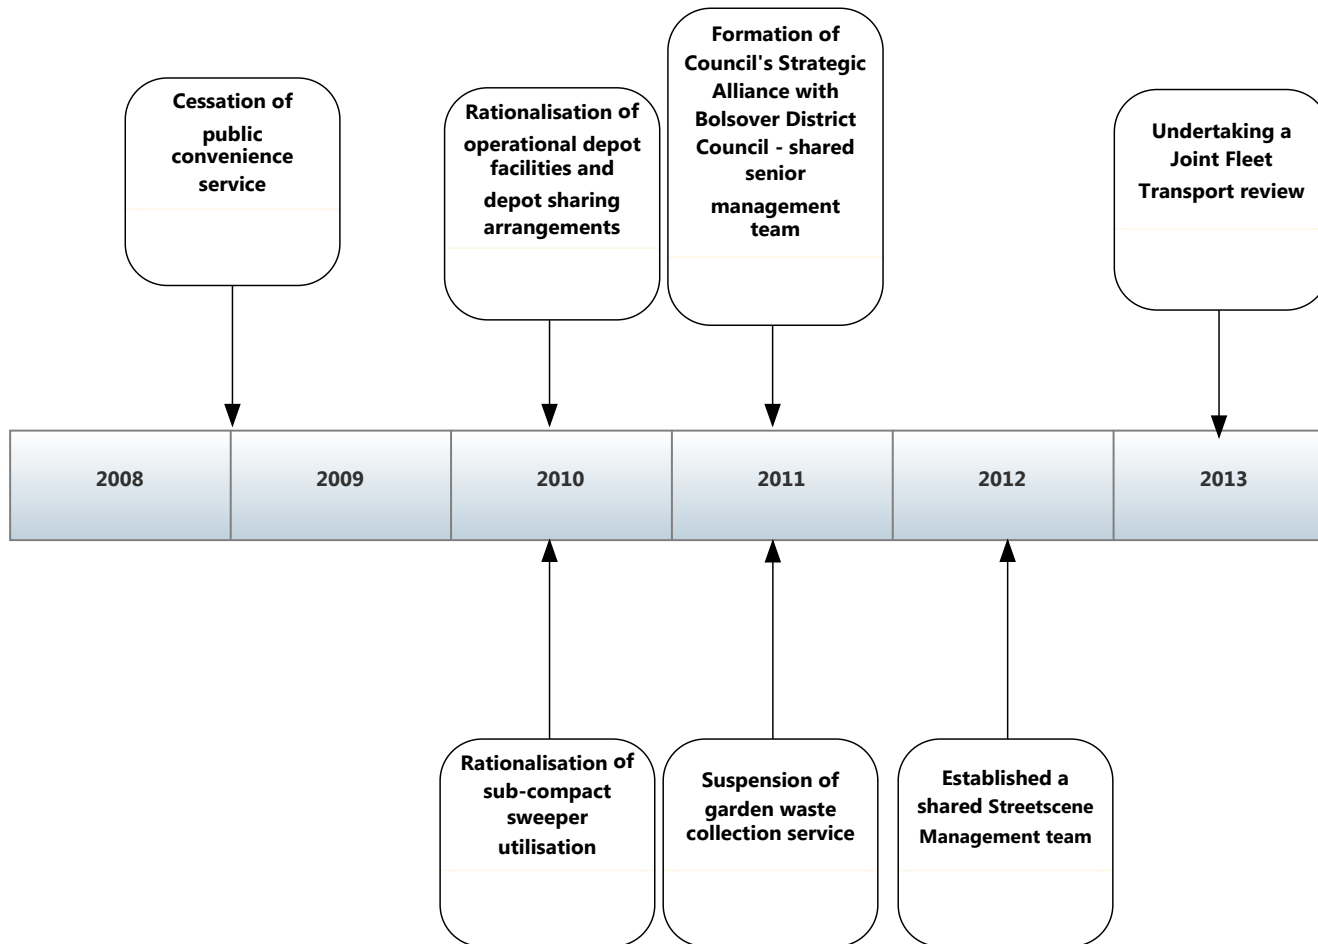 Cessation of
public
convenience
service
Rationalisation of
operational depot
facilities and
depot sharing
arrangements
Formation of
Council's Strategic
Alliance with
Bolsover District
Council - shared
senior
management
team
Undertaking a
Joint Fleet
Transport review
2008
2009
2010
2011
2012
2013
Rationalisation of
sub-compact
sweeper
utilisation
Suspension of
garden waste
collection service
Established a
shared Streetscene
Management team